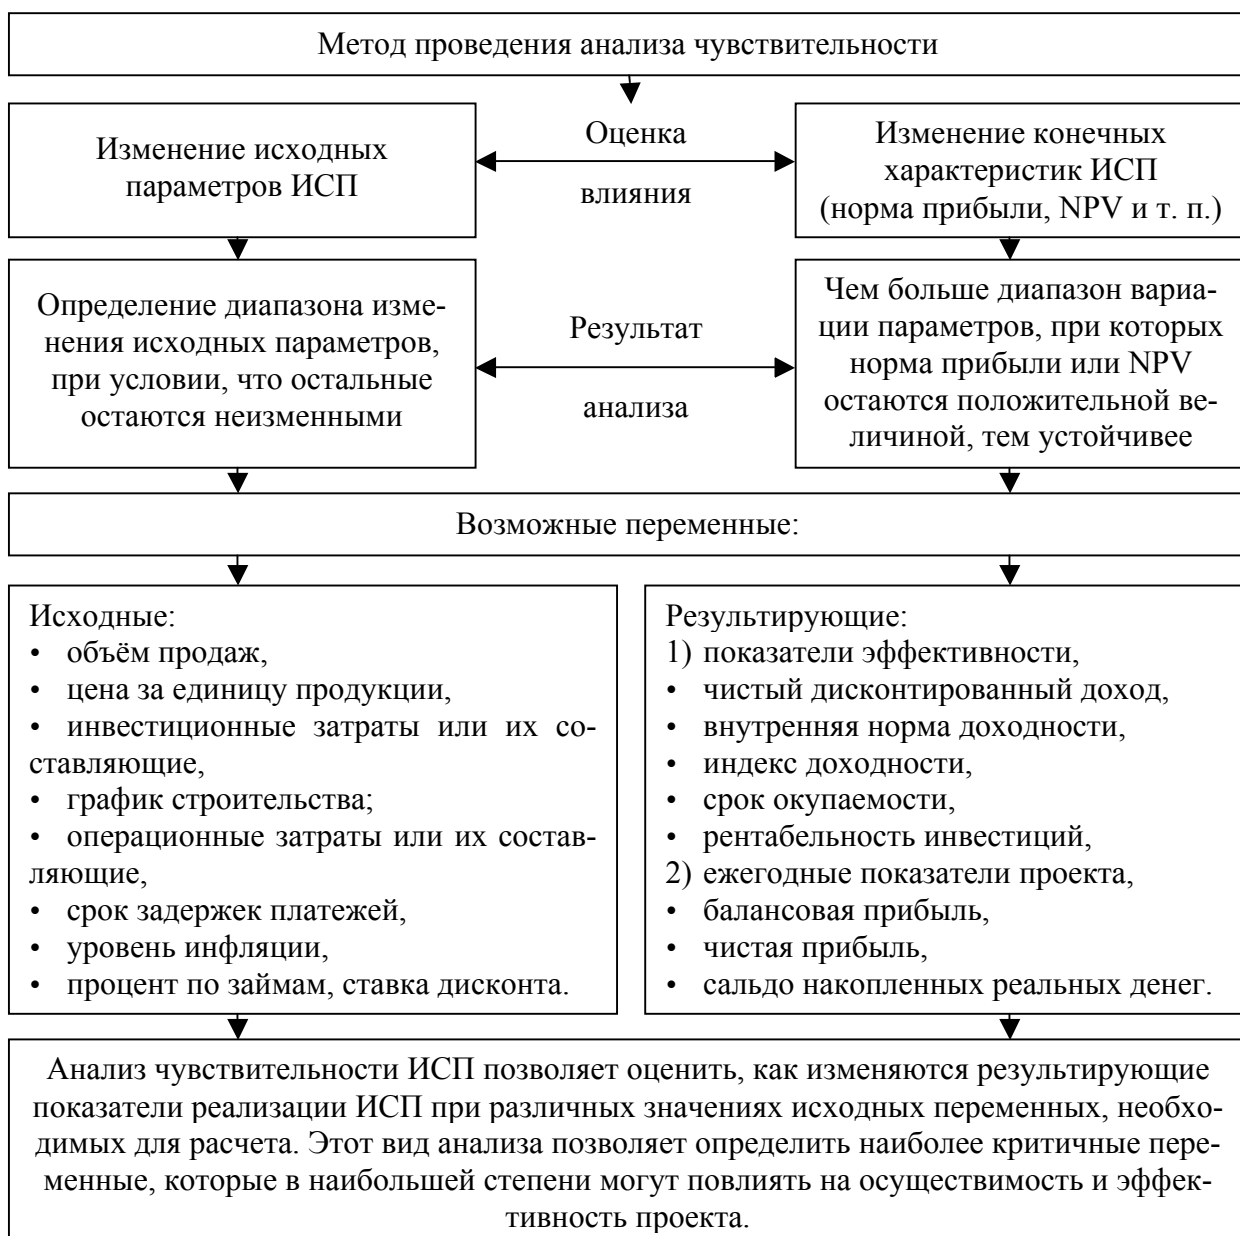 Метод проведения анализа чувствительности
Изменение исходных
параметров ИСП
Оценка
влияния
Изменение конечных
характеристик ИСП
(норма прибыли, NPV и т. п.)
Определение диапазона изме-
нения исходных параметров,
при условии, что остальные
остаются неизменными
Результат
анализа
Чем больше диапазон вариа-
ции параметров, при которых
норма прибыли или NPV
остаются положительной ве-
личиной, тем устойчивее
Возможные переменные:
Исходные:
• объём продаж,
• цена за единицу продукции,
• инвестиционные затраты или их со-
ставляющие,
• график строительства;
• операционные затраты или их состав-
ляющие,
• срок задержек платежей,
• уровень инфляции,
• процент по займам, ставка дисконта.
Результирующие:
1) показатели эффективности,
• чистый дисконтированный доход,
• внутренняя норма доходности,
• индекс доходности,
• срок окупаемости,
• рентабельность инвестиций,
2) ежегодные показатели проекта,
• балансовая прибыль,
• чистая прибыль,
• сальдо накопленных реальных денег.
Анализ чувствительности ИСП позволяет оценить, как изменяются результирующие
показатели реализации ИСП при различных значениях исходных переменных, необхо-
димых для расчета. Этот вид анализа позволяет определить наиболее критичные пере-
менные, которые в наибольшей степени могут повлиять на осуществимость и эффек-
тивность проекта.